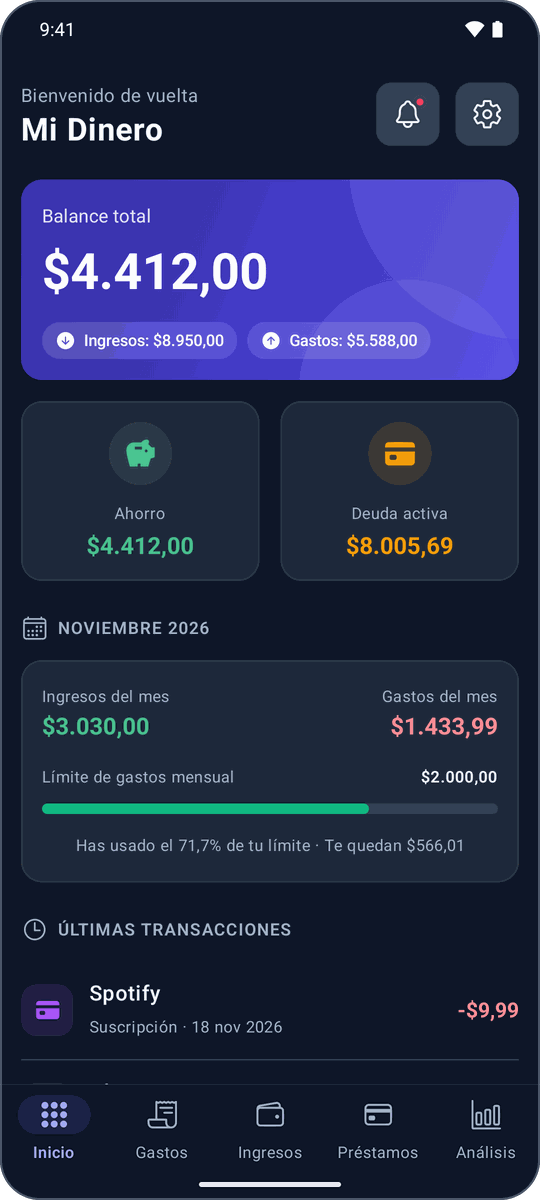 9:41
Bienvenido de vuelta
Mi Dinero
Balance total
$4.412,00
Ingresos: $8.950,00
Gastos: $5.588,00
Ahorro
$4.412,00
Deuda activa
$8.005,69
NOVIEMBRE 2026
Ingresos del mes
$3.030,00
Gastos del mes
$1.433,99
Límite de gastos mensual
$2.000,00
Has usado el 71,7% de tu límite · Te quedan $566,01
ÚLTIMAS TRANSACCIONES
Spotify
Suscripción · 18 nov 2026
-$9,99
Inicio
Gastos
Ingresos
Préstamos
Análisis